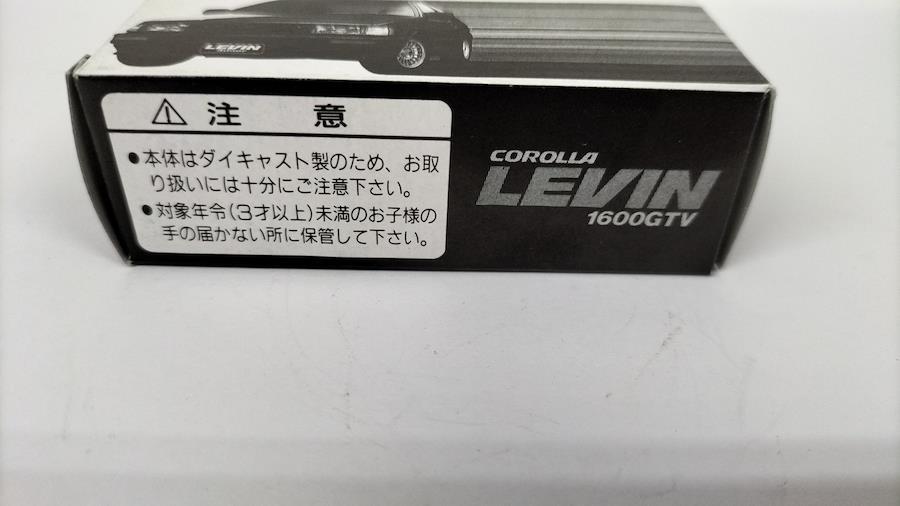 LEVIN
⚠ 注 意
●本体はダイキャスト製のため、お取
り扱いには十分にご注意下さい。
●対象年令(3才以上)未満のお子様の
手の届かない所に保管して下さい。
COROLLA
LEVIN
1600GTV